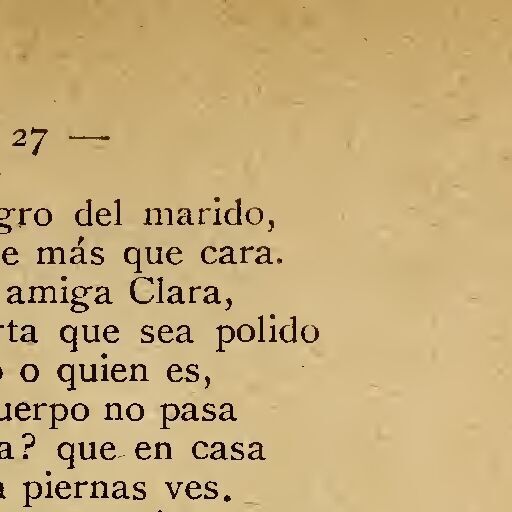 27 —
gro del marido,
e más que cara.
amiga Clara,
rta que sea polido
o o quien es,
uerpo no pasa
a? que en casa
piernas ves.